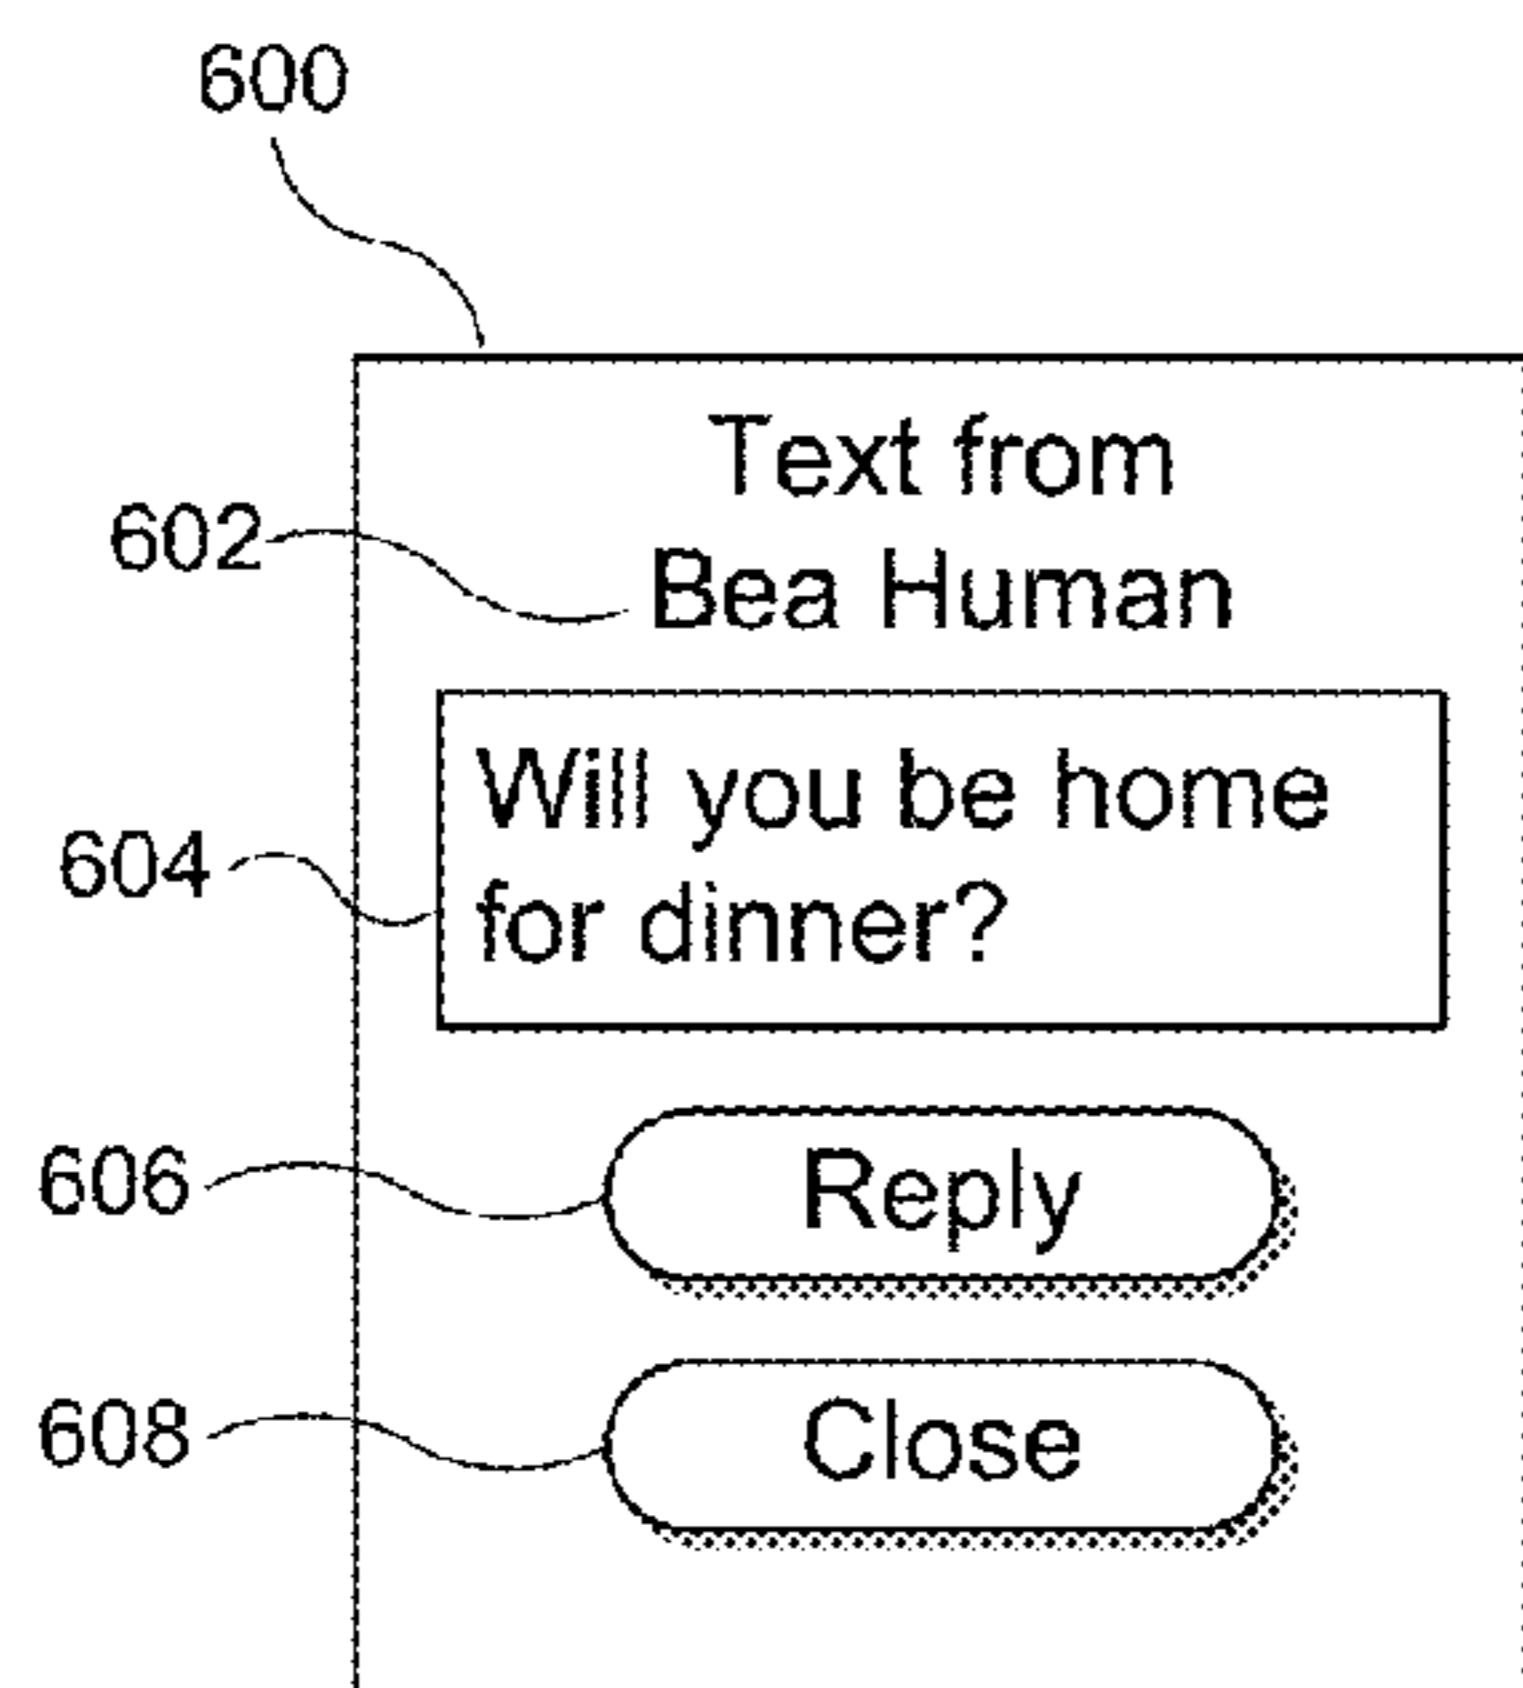 600
Text from
602
Bea Human
Will you be home
604
for dinner?
606
Reply
608
Close